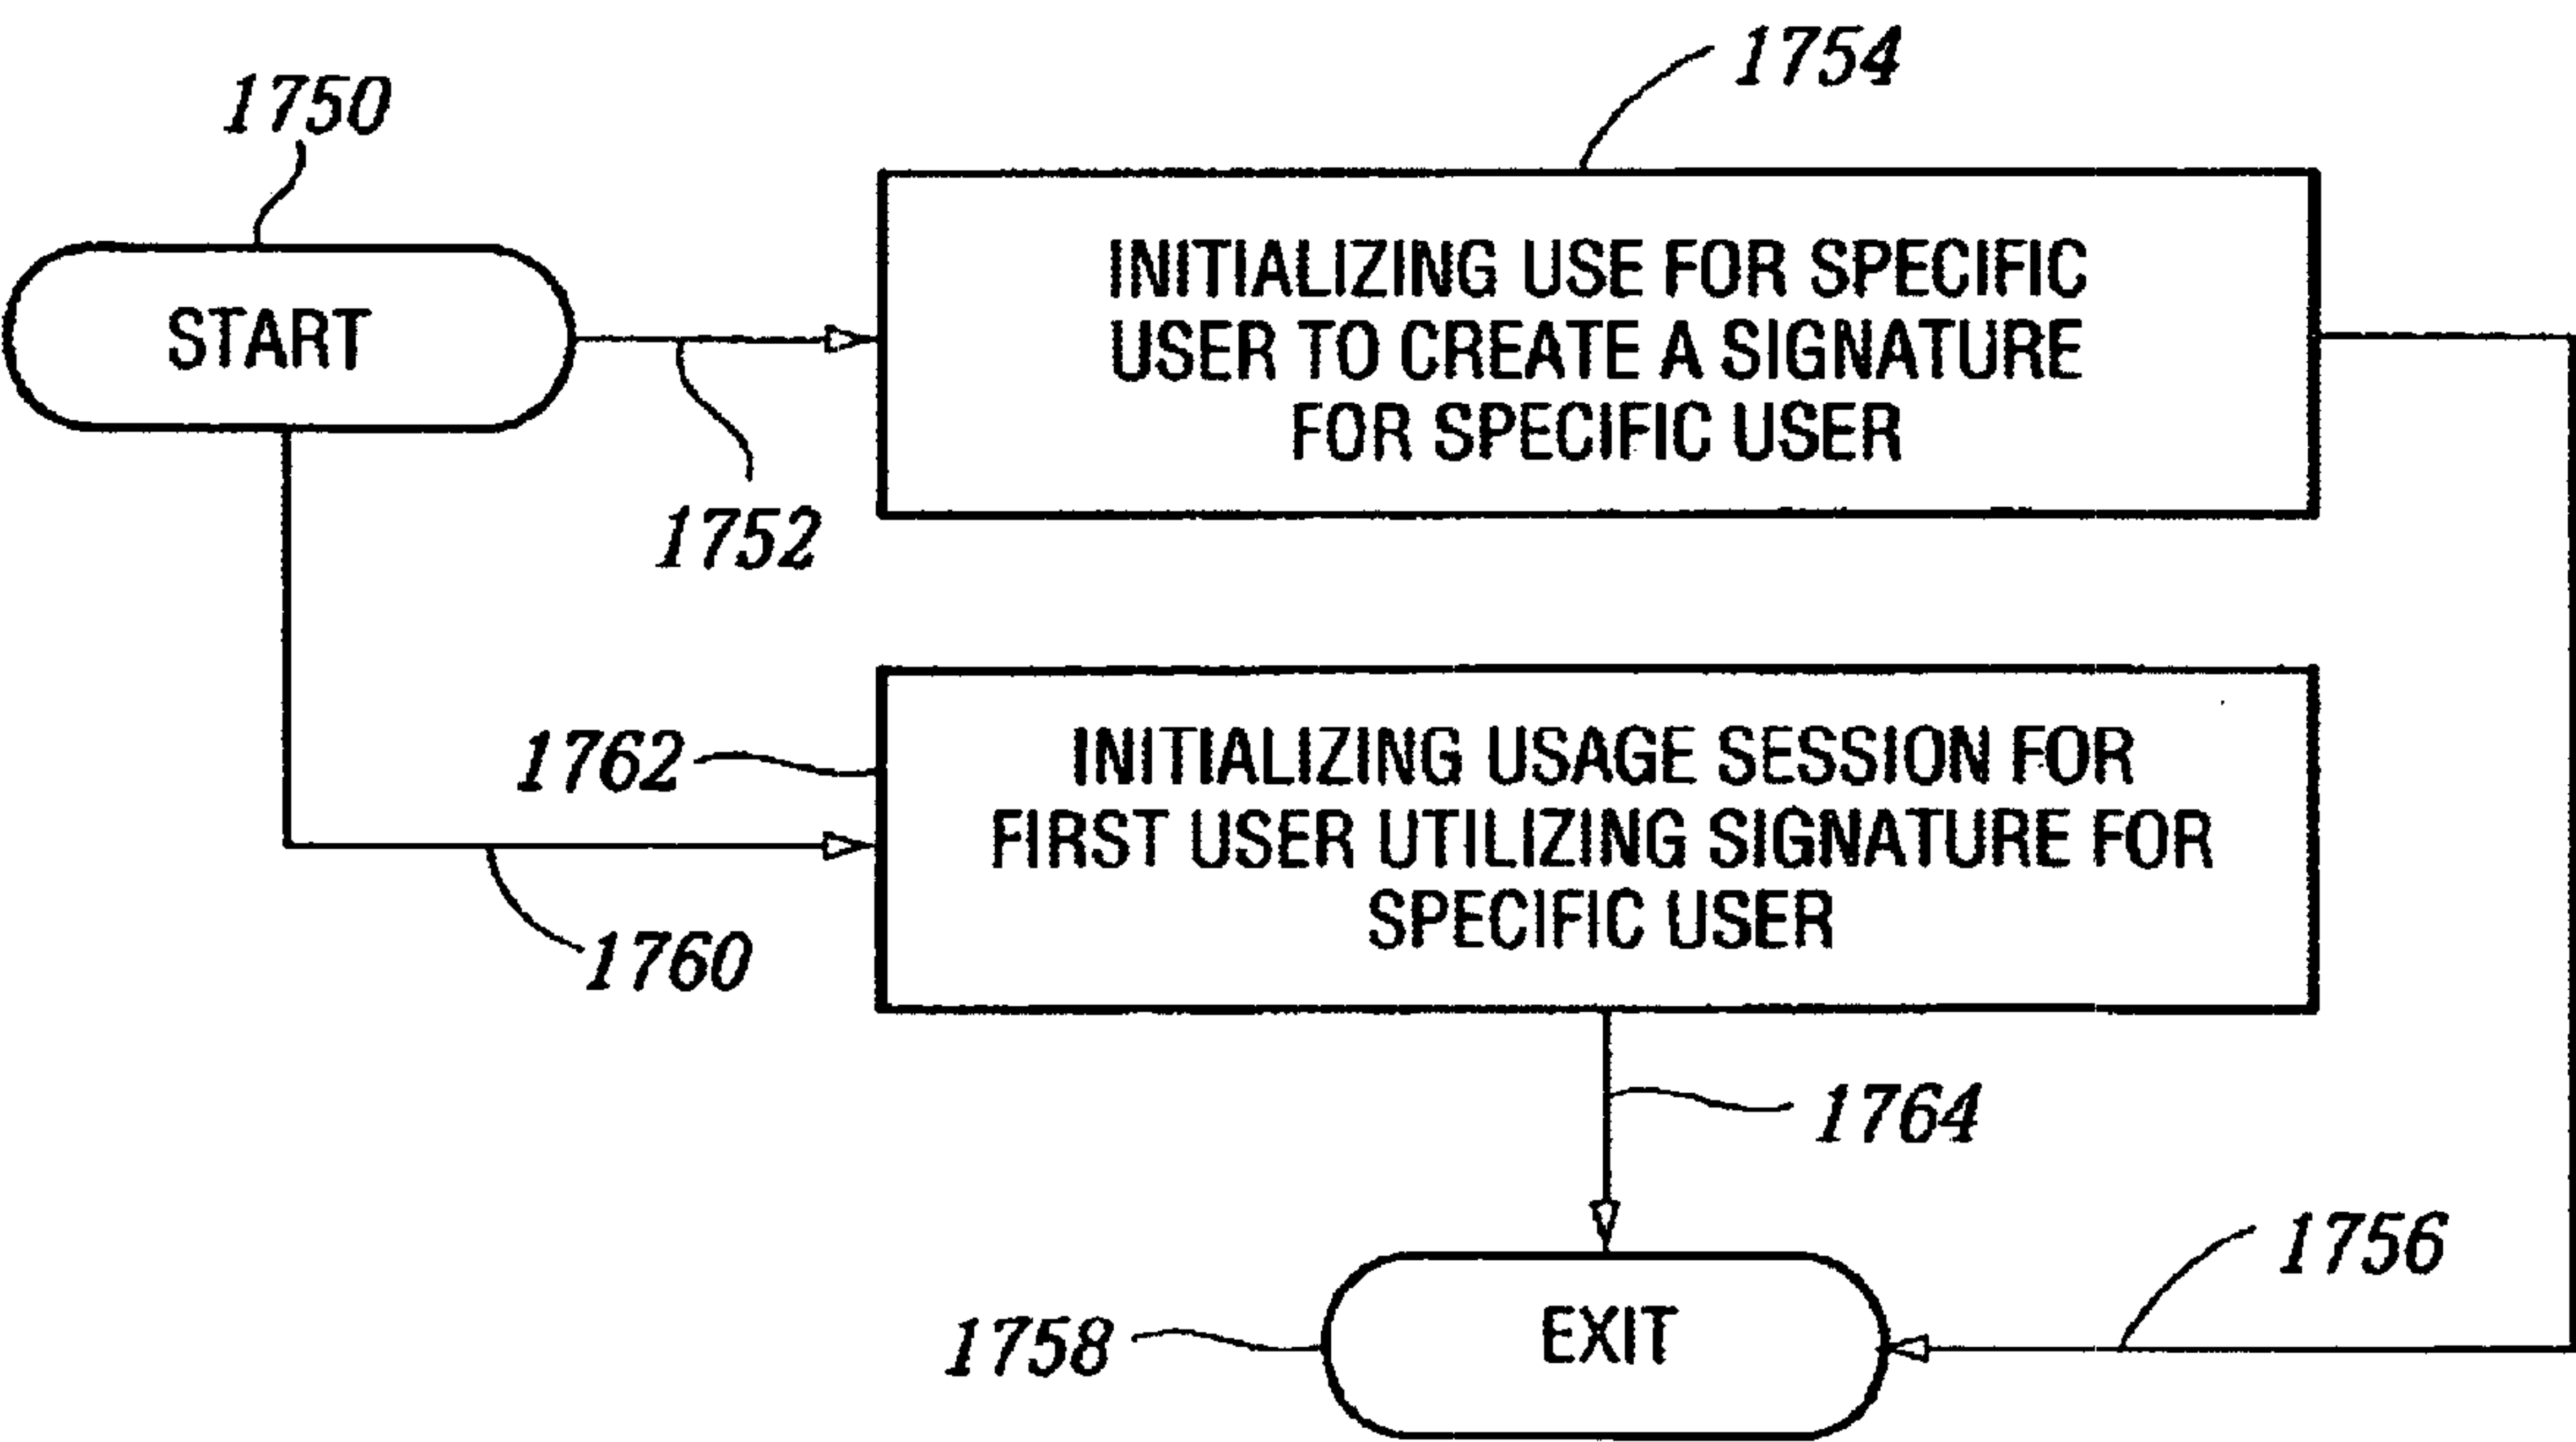 1754
1750
START
INITIALIZING USE FOR SPECIFIC
USER TO CREATE A SIGNATURE
FOR SPECIFIC USER
1752
1762
INITIALIZING USAGE SESSION FOR
FIRST USER UTILIZING SIGNATURE FOR
SPECIFIC USER
1760
1764
1756
1758
EXIT